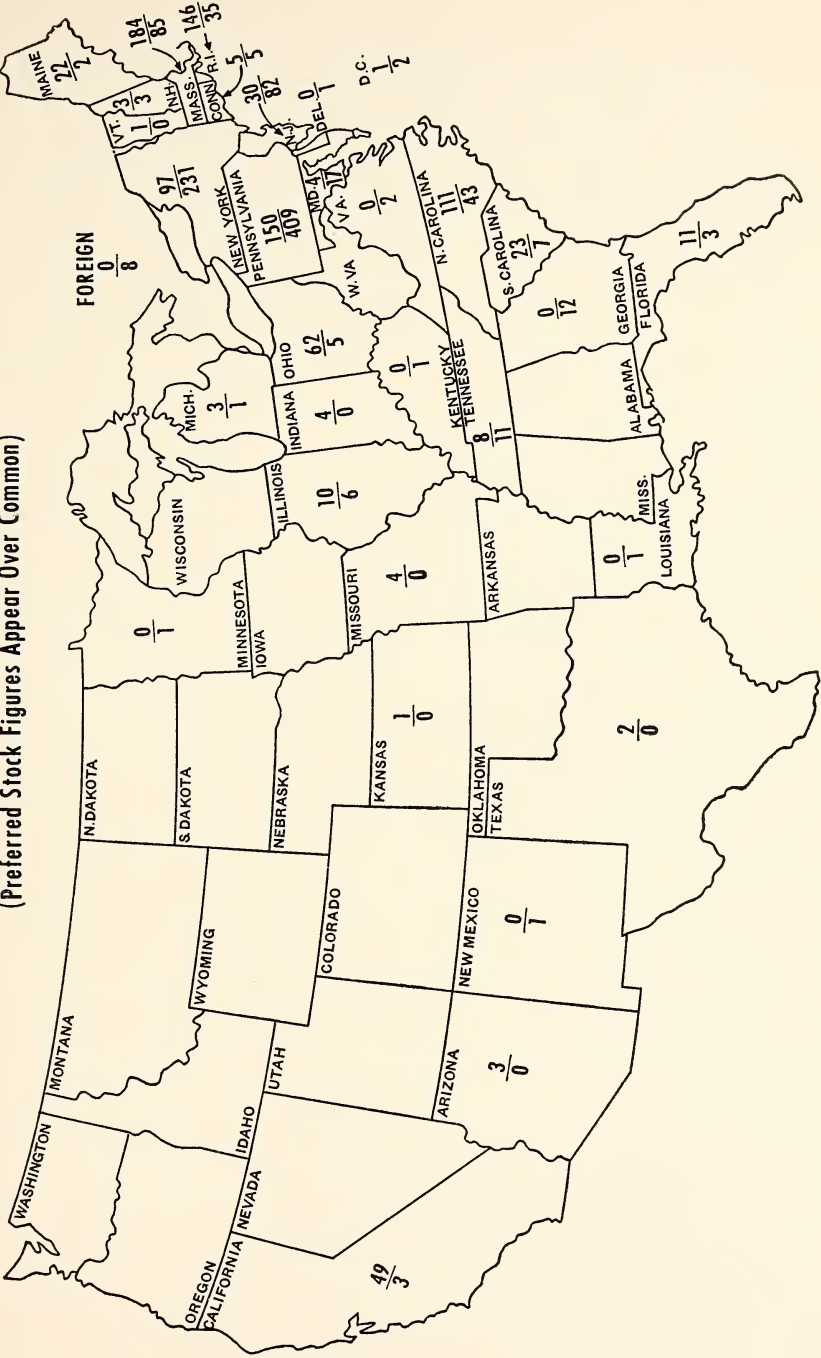 (Preferred Stock Figures Appear Over Common)
WASHINGTON
MONTANA
N. DAKOTA
0
1
MINNESOTA
WISCONSIN
MICH.
3
1
FOREIGN
0
8
97
231
NEW YORK
VT.
1
0
3
3
N.H.
MAINE
22
2
184
85
MASS.
146
35
R.I.
CONN.
5
5
30
82
N.J.
0
1
DEL.
D.C.
1
2
OREGON
IDAHO
WYOMING
S. DAKOTA
IOWA
ILLINOIS
10
6
INDIANA
4
0
OHIO
62
5
PENNSYLVANIA
150
409
MD. 4
17
CALIFORNIA
49
3
NEVADA
UTAH
COLORADO
NEBRASKA
KANSAS
1
0
MISSOURI
4
0
0
1
KENTUCKY
W. VA
VA.
0
2
ARIZONA
3
0
NEW MEXICO
0
1
OKLAHOMA
TEXAS
2
0
ARKANSAS
TENNESSEE
8
11
N. CAROLINA
111
43
S. CAROLINA
23
7
0
1
LOUISIANA
MISS.
ALABAMA
0
12
GEORGIA
FLORIDA
11
3